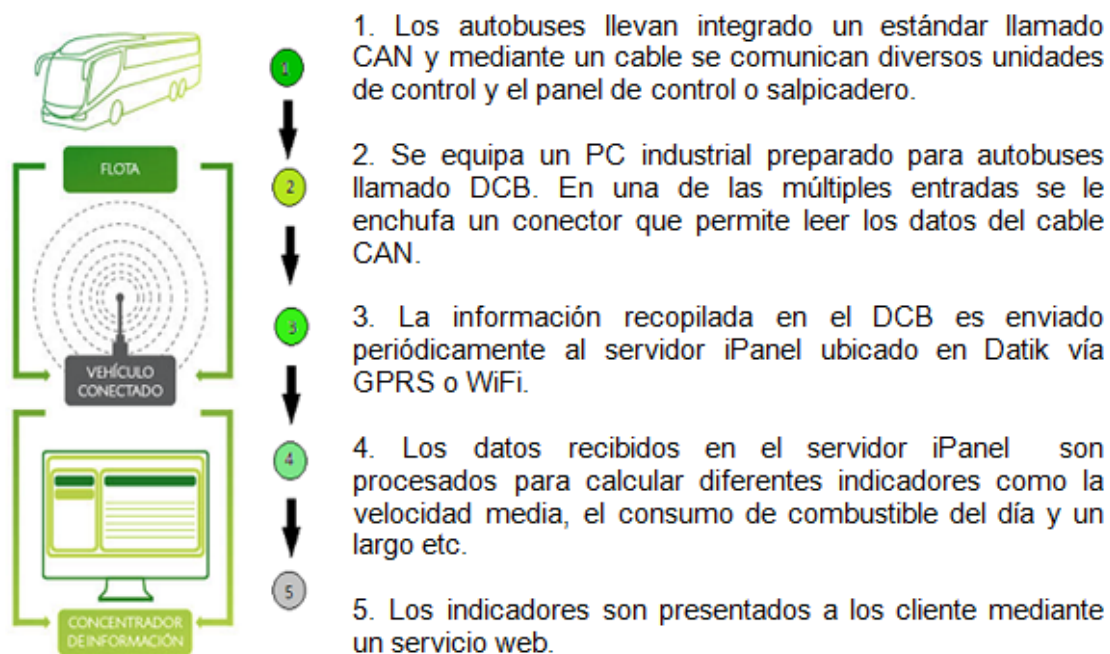 FLOTA
VEHÍCULO
CONECTADO
CONCENTRADOR
DE INFORMACIÓN
1
2
3
4
5
1. Los autobuses llevan integrado un estándar llamado
CAN y mediante un cable se comunican diversos unidades
de control y el panel de control o salpicadero.
2. Se equipa un PC industrial preparado para autobuses
llamado DCB. En una de las múltiples entradas se le
enchufa un conector que permite leer los datos del cable
CAN.
3. La información recopilada en el DCB es enviado
periódicamente al servidor iPanel ubicado en Datik vía
GPRS o WiFi.
4. Los datos recibidos en el servidor iPanel son
procesados para calcular diferentes indicadores como la
velocidad media, el consumo de combustible del día y un
largo etc.
5. Los indicadores son presentados a los cliente mediante
un servicio web.